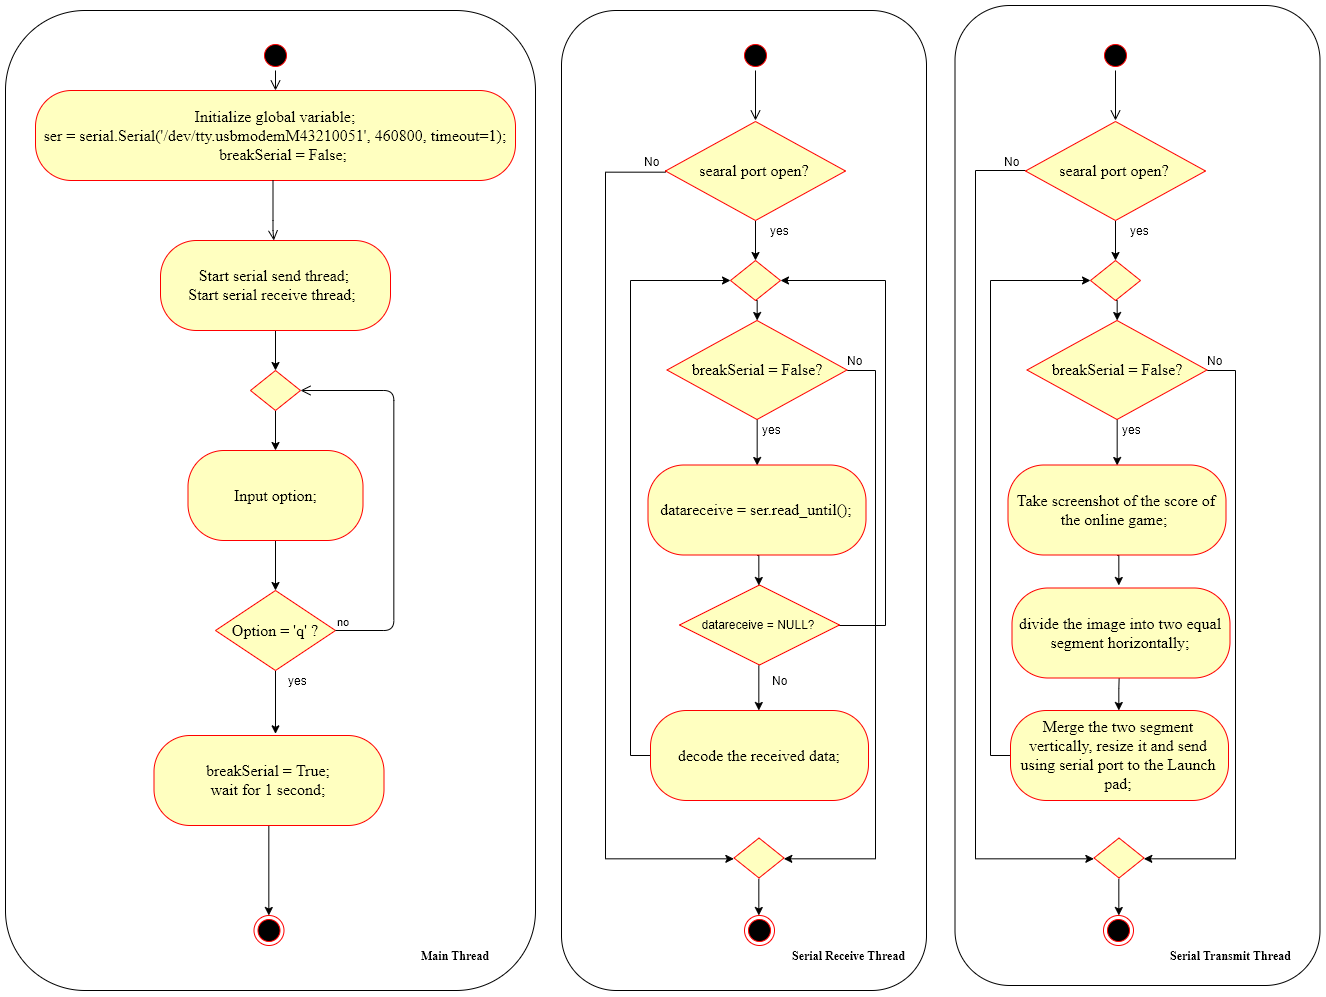 Initialize global variable;
ser = serial.Serial('/dev/tty.usbmodemM43210051', 460800, timeout=1);
breakSerial = False;
Start serial send thread;
Start serial receive thread;
Input option;
Option = 'q' ?
no
yes
breakSerial = True;
wait for 1 second;
Main Thread
searal port open?
No
yes
breakSerial = False?
No
yes
datareceive = ser.read_until();
datareceive = NULL?
No
decode the received data;
Serial Receive Thread
searal port open?
No
yes
breakSerial = False?
No
yes
Take screenshot of the score of
the online game;
divide the image into two equal
segment horizontally;
Merge the two segment
vertically, resize it and send
using serial port to the Launch
pad;
Serial Transmit Thread